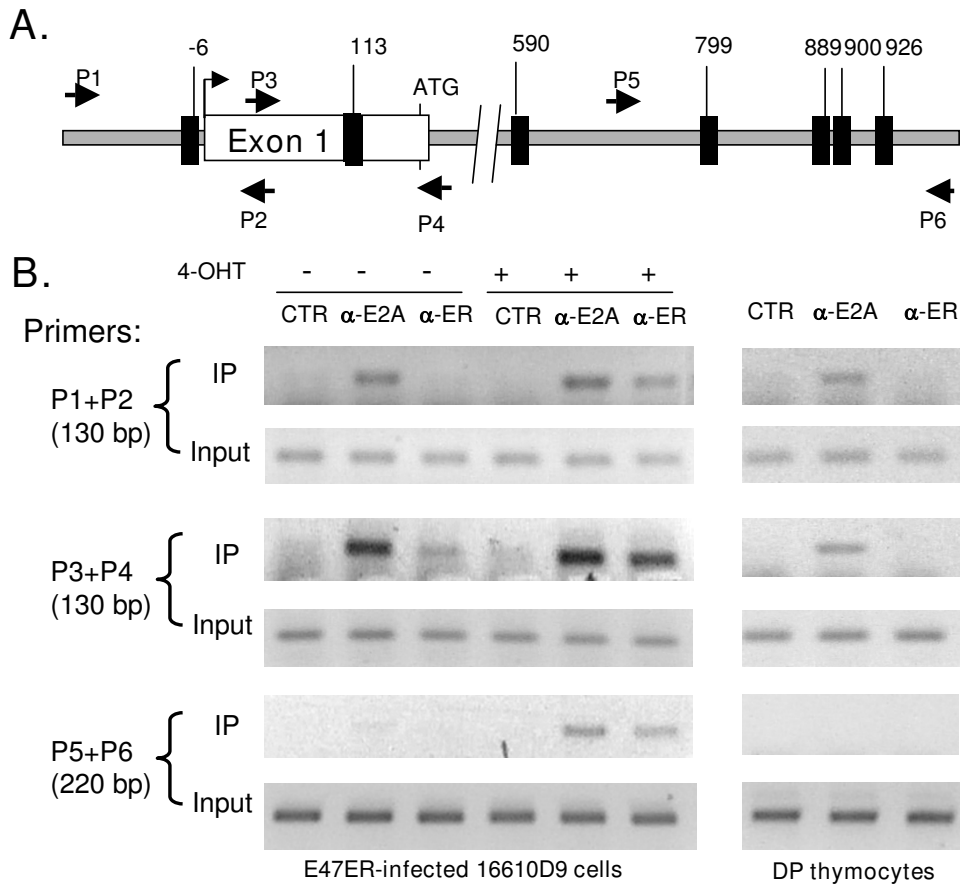 A.
-6 113 590 799 889 900 926
P1 P3 ATG P5
Exon 1
P2 P4 P6
B.
4-OHT - - - + + +
CTR α-E2A α-ER CTR α-E2A α-ER CTR α-E2A α-ER
Primers:
P1+P2
(130 bp)
IP
Input
P3+P4
(130 bp)
IP
Input
P5+P6
(220 bp)
IP
Input
E47ER-infected 16610D9 cells
DP thymocytes